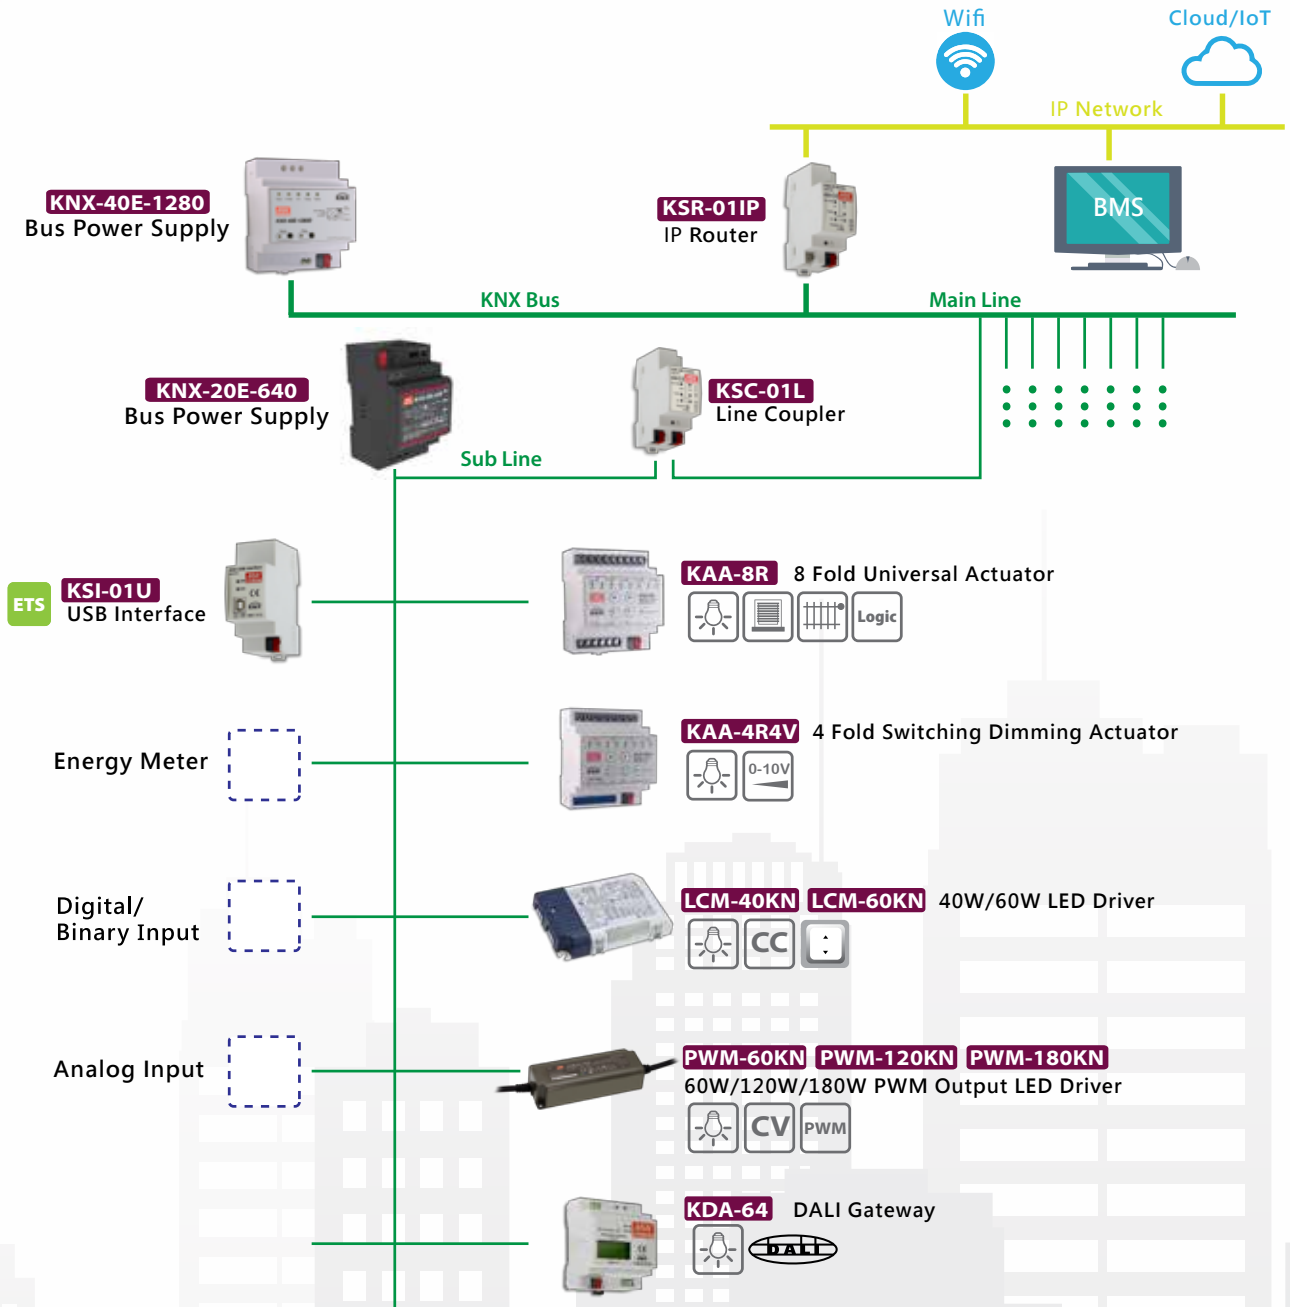 Wifi
Cloud/IoT
IP Network
KNX-40E-1280
Bus Power Supply
KSR-01IP
IP Router
BMS
KNX Bus
Main Line
KNX-20E-640
Bus Power Supply
KSC-01L
Line Coupler
Sub Line
ETS
KSI-01U
USB Interface
KAA-8R 8 Fold Universal Actuator
Logic
Energy Meter
KAA-4R4V 4 Fold Switching Dimming Actuator
0-10V
Digital/
Binary Input
LCM-40KN LCM-60KN 40W/60W LED Driver
CC
Analog Input
PWM-60KN PWM-120KN PWM-180KN
60W/120W/180W PWM Output LED Driver
CV PWM
KDA-64 DALI Gateway
DALI